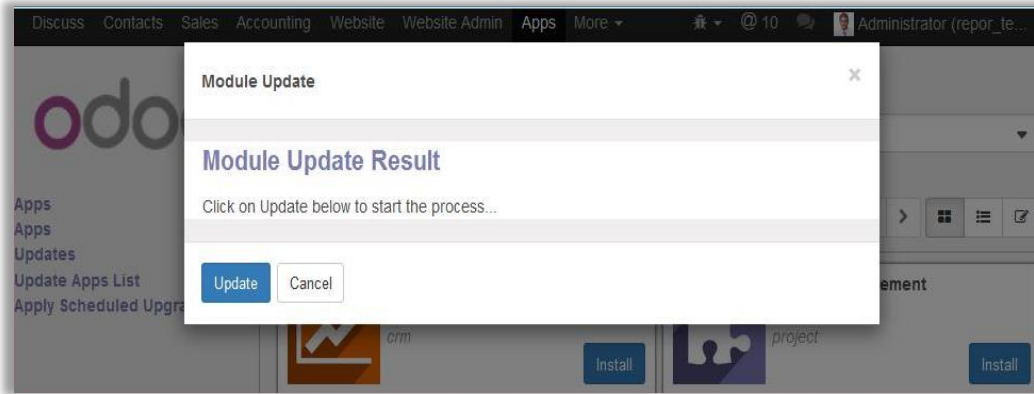 Discuss Contacts Sales Accounting Website Website Admin Apps More @ 10 Administrator (repor_te...
Module Update ×
odoo
Module Update Result
Click on Update below to start the process...
Apps
Apps
Updates
Update Apps List
Apply Scheduled Upgra
Update Cancel
ement
crm
project
Install
Install